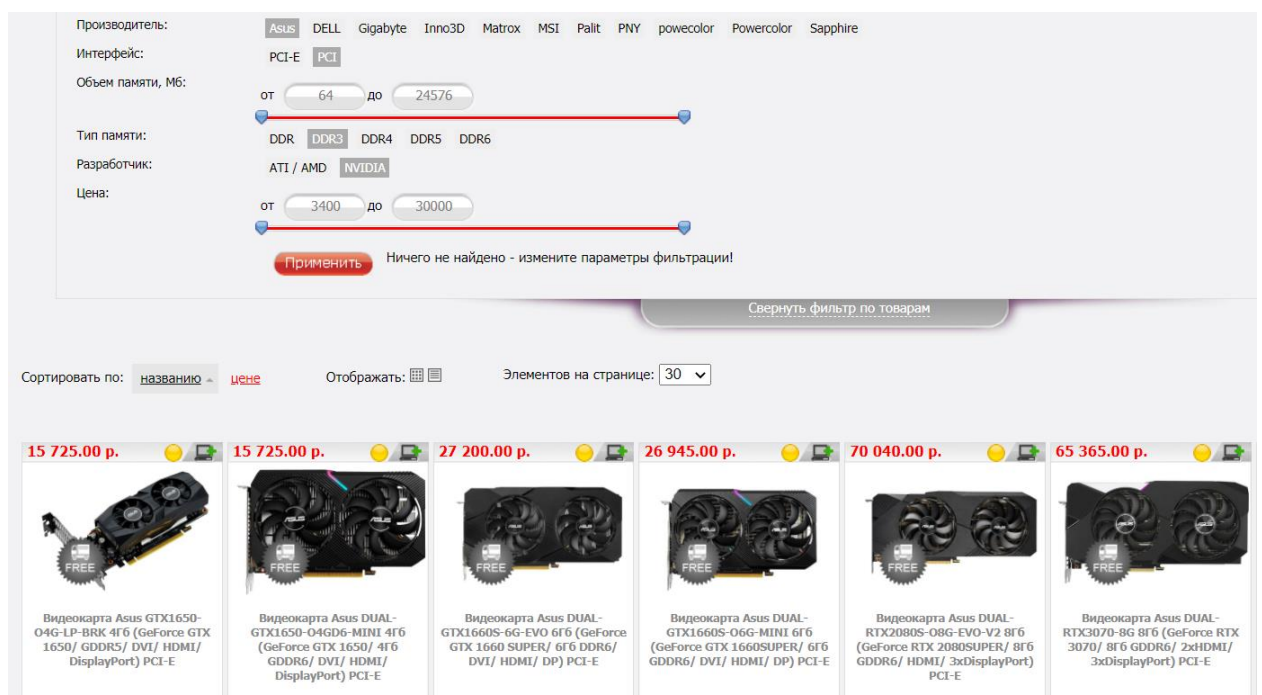 Производитель: Asus DELL Gigabyte Inno3D Matrox MSI Palit PNY powecolor Powercolor Sapphire
Интерфейс: PCI-E PCI
Объем памяти, Мб:
от 64 до 24576
Тип памяти: DDR DDR3 DDR4 DDR5 DDR6
Разработчик: ATI / AMD NVIDIA
Цена:
от 3400 до 30000
Применить Ничего не найдено - измените параметры фильтрации!
Свернуть фильтр по товарам
Сортировать по: названию цене Отображать: Элементов на странице: 30
15 725.00 р.
FREE
Видеокарта Asus GTX1650-
O4G-LP-BRK 4Гб (GeForce GTX
1650/ GDDR5/ DVI/ HDMI/
DisplayPort) PCI-E
15 725.00 р.
ASUS
FREE
Видеокарта Asus DUAL-
GTX1650-O4GD6-MINI 4Гб
(GeForce GTX 1650/ 4Гб
GDDR6/ DVI/ HDMI/
DisplayPort) PCI-E
27 200.00 р.
FREE
Видеокарта Asus DUAL-
GTX1660S-6G-EVO 6Гб (GeForce
GTX 1660 SUPER/ 6Гб DDR6/
DVI/ HDMI/ DP) PCI-E
26 945.00 р.
ASUS
FREE
Видеокарта Asus DUAL-
GTX1660S-O6G-MINI 6Гб
(GeForce GTX 1660SUPER/ 6Гб
GDDR6/ DVI/ HDMI/ DP) PCI-E
70 040.00 р.
FREE
Видеокарта Asus DUAL-
RTX2080S-O8G-EVO-V2 8Гб
(GeForce RTX 2080SUPER/ 8Гб
GDDR6/ HDMI/ 3xDisplayPort)
PCI-E
65 365.00 р.
FREE
Видеокарта Asus DUAL-
RTX3070-8G 8Гб (GeForce RTX
3070/ 8Гб GDDR6/ 2xHDMI/
3xDisplayPort) PCI-E